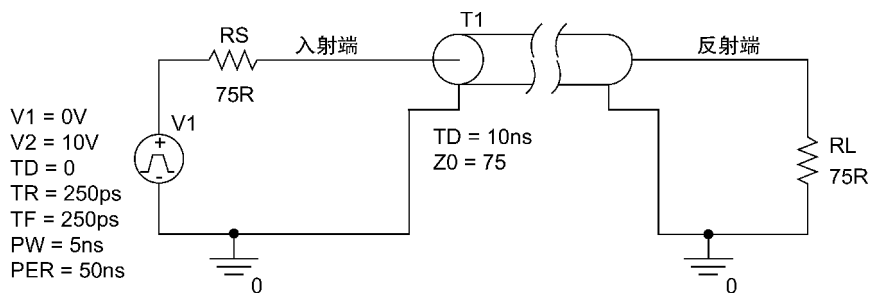 T1
RS
入射端
反射端
75R
V1
V1 = 0V
V2 = 10V
TD = 0
TR = 250ps
TF = 250ps
PW = 5ns
PER = 50ns
+
-
TD = 10ns
Z0 = 75
RL
75R
0
0